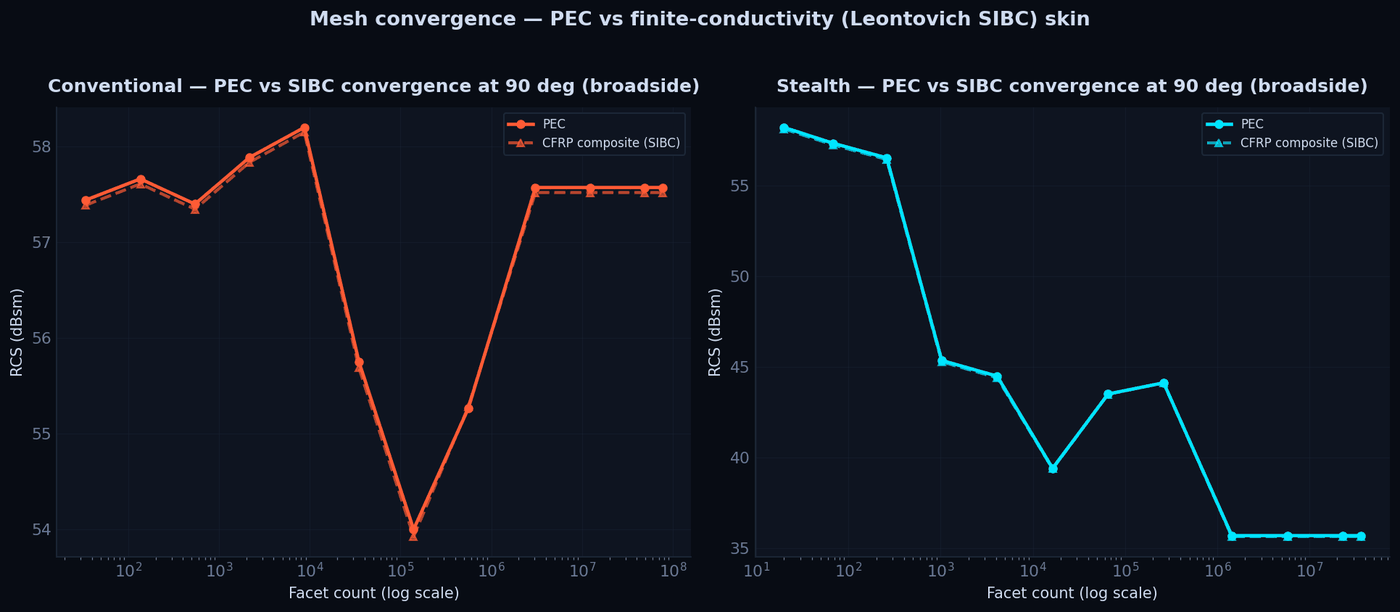 Mesh convergence — PEC vs finite-conductivity (Leontovich SIBC) skin
Conventional — PEC vs SIBC convergence at 90 deg (broadside)
PEC
CFRP composite (SIBC)
58
57
56
55
54
RCS (dBsm)
10²
10³
10⁴
10⁵
10⁶
10⁷
10⁸
Facet count (log scale)
Stealth — PEC vs SIBC convergence at 90 deg (broadside)
PEC
CFRP composite (SIBC)
55
50
45
40
35
RCS (dBsm)
10¹
10²
10³
10⁴
10⁵
10⁶
10⁷
Facet count (log scale)